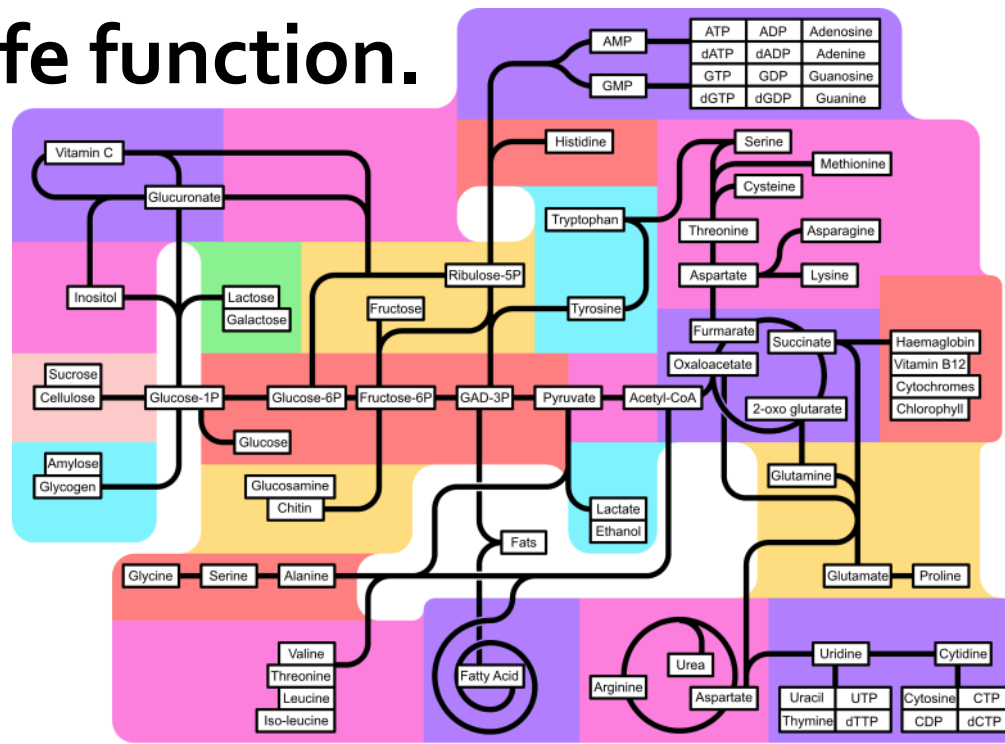 fe function.
AMP
GMP
ATP ADP Adenosine
dATP dADP Adenine
GTP GDP Guanosine
dGTP dGDP Guanine
Vitamin C
Histidine
Serine
Methionine
Cysteine
Glucuronate
Tryptophan
Threonine
Asparagine
Inositol
Lactose
Galactose
Ribulose-5P
Fructose
Tyrosine
Aspartate
Lysine
Furmarate
Succinate
Oxaloacetate
2-oxo glutarate
Haemaglobin
Vitamin B12
Cytochromes
Chlorophyll
Sucrose
Cellulose
Glucose-1P
Glucose-6P
Fructose-6P
GAD-3P
Pyruvate
Acetyl-CoA
Glucose
Amylose
Glycogen
Glucosamine
Chitin
Lactate
Ethanol
Glutamine
Fats
Glycine
Serine
Alanine
Glutamate
Proline
Valine
Threonine
Leucine
Iso-leucine
Fatty Acid
Urea
Arginine
Aspartate
Uridine
Cytidine
Uracil UTP
Thymine dTTP
Cytosine CTP
CDP dCTP